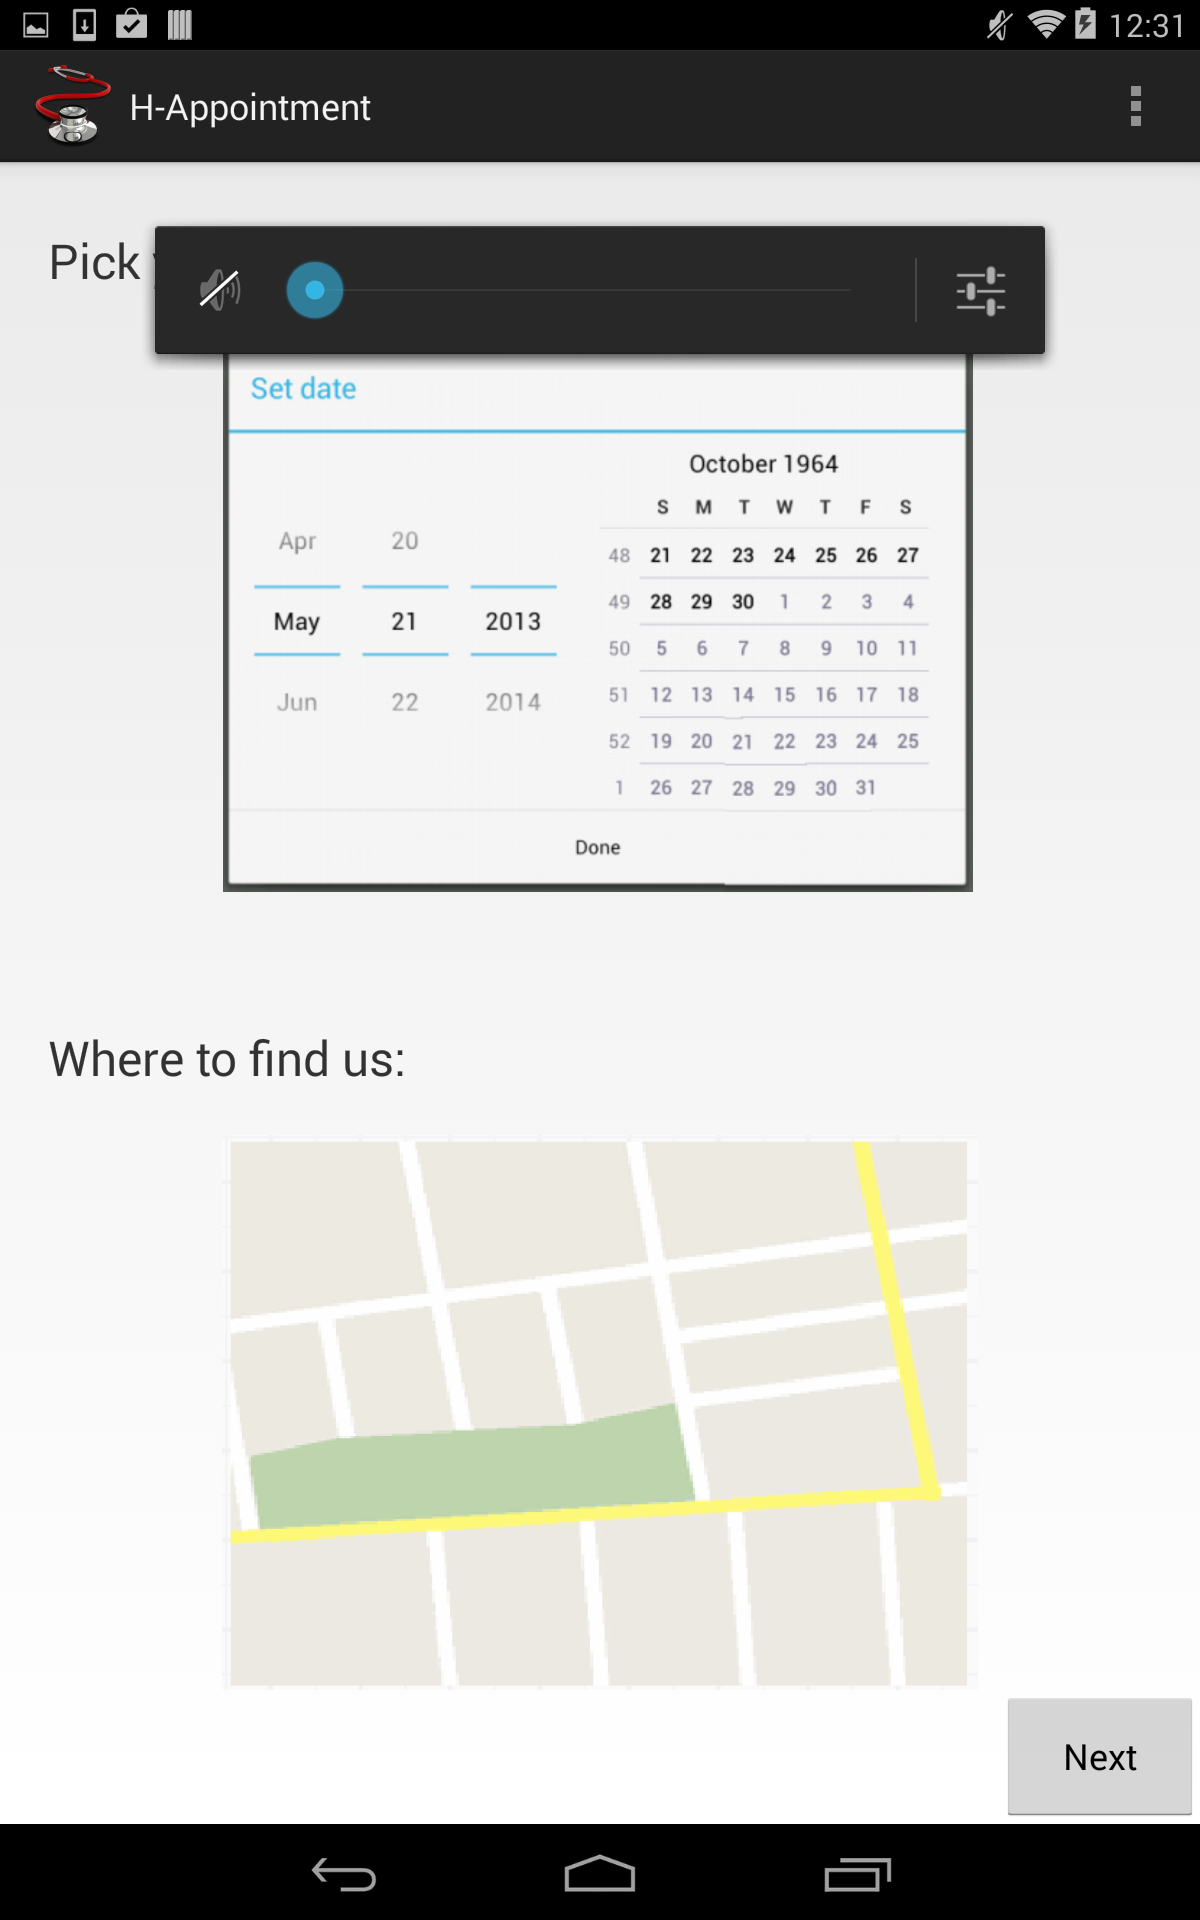 12:31
H-Appointment
Pick
Set date
October 1964
S M T W T F S
48 21 22 23 24 25 26 27
49 28 29 30 1 2 3 4
50 5 6 7 8 9 10 11
51 12 13 14 15 16 17 18
52 19 20 21 22 23 24 25
1 26 27 28 29 30 31
Apr 20
May 21 2013
Jun 22 2014
Done
Where to find us:
Next